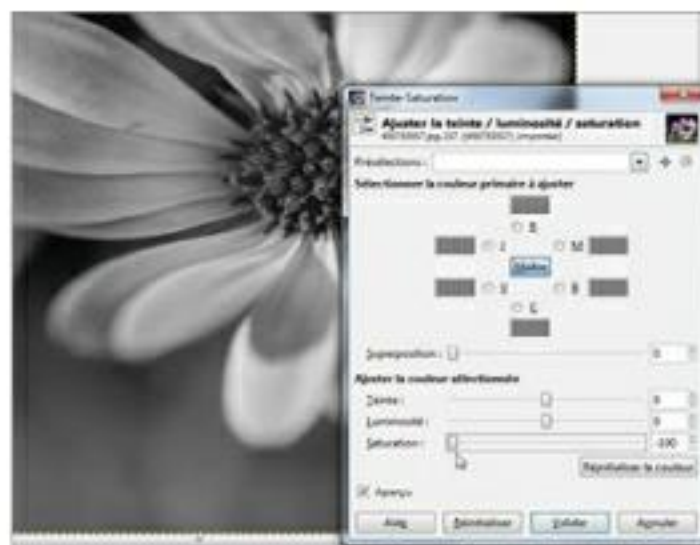 Teinte-Saturation
Ajuster la teinte / luminosité / saturation
Présélections :
Sélectionner la couleur primaire à ajuster
R
J M
Maître
V B
C
Superposition : 0
Ajuster la couleur sélectionnée
Teinte : 0
Luminosité : 0
Saturation : -100
Réinitialiser la couleur
Aperçu
Aide Réinitialiser Valider Annuler